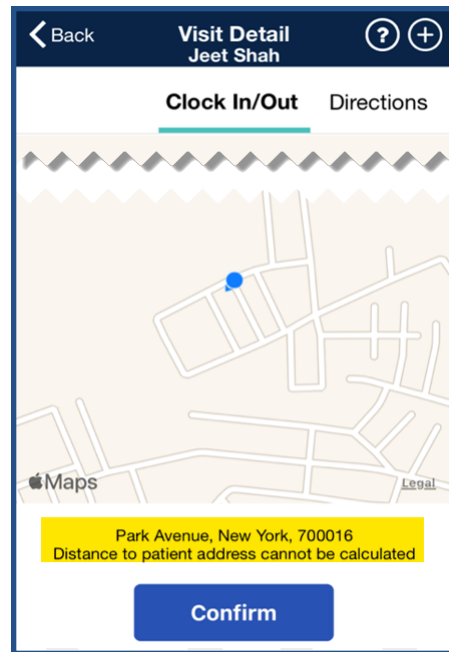 Back
Visit Detail
?
+
Jeet Shah
Clock In/Out
Directions
Maps
Legal
Park Avenue, New York, 700016
Distance to patient address cannot be calculated
Confirm